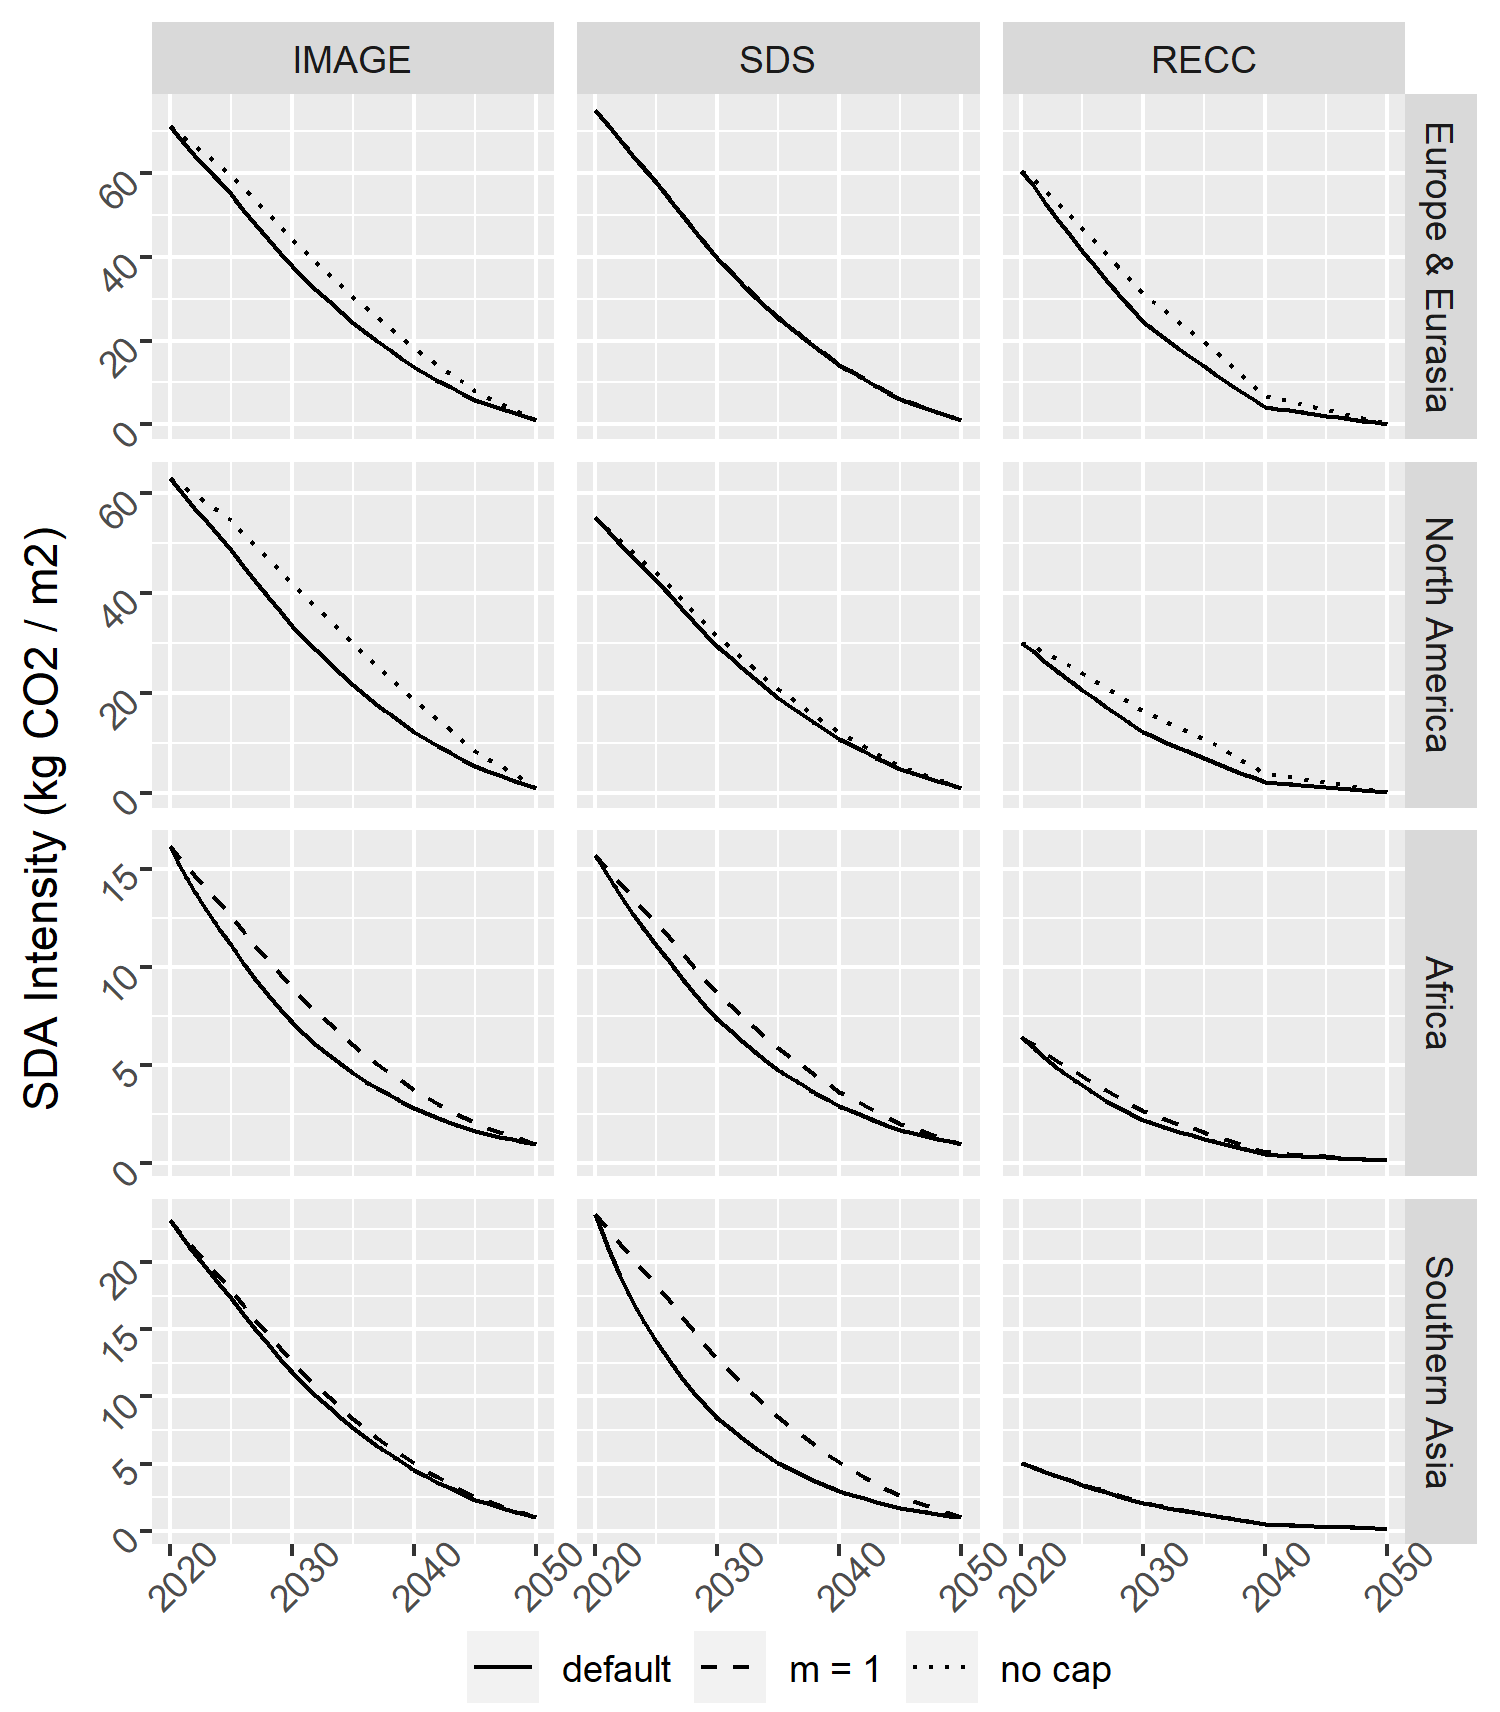 IMAGE SDS RECC
SDA Intensity (kg CO2 / m2)
60
40
20
0
Europe & Eurasia
60
40
20
0
North America
15
10
5
0
Africa
20
15
10
5
0
Southern Asia
2020 2030 2040 2050 2020 2030 2040 2050 2020 2030 2040 2050
default m = 1 no cap